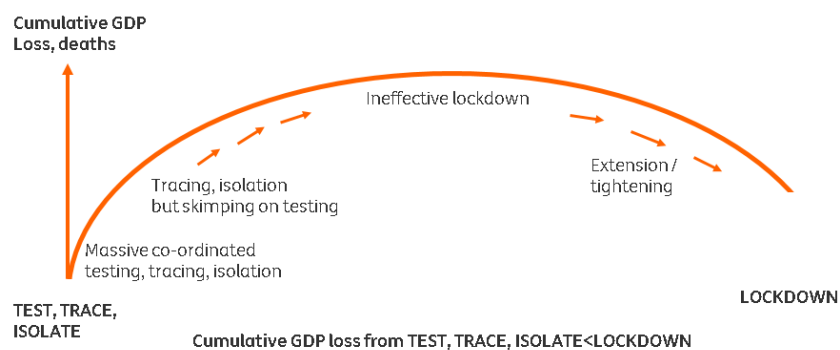 Cumulative GDP
Loss, deaths
Ineffective lockdown
Tracing, isolation
but skimping on testing
Extension /
tightening
Massive co-ordinated
testing, tracing, isolation
TEST, TRACE,
ISOLATE
LOCKDOWN
Cumulative GDP loss from TEST, TRACE, ISOLATE<LOCKDOWN